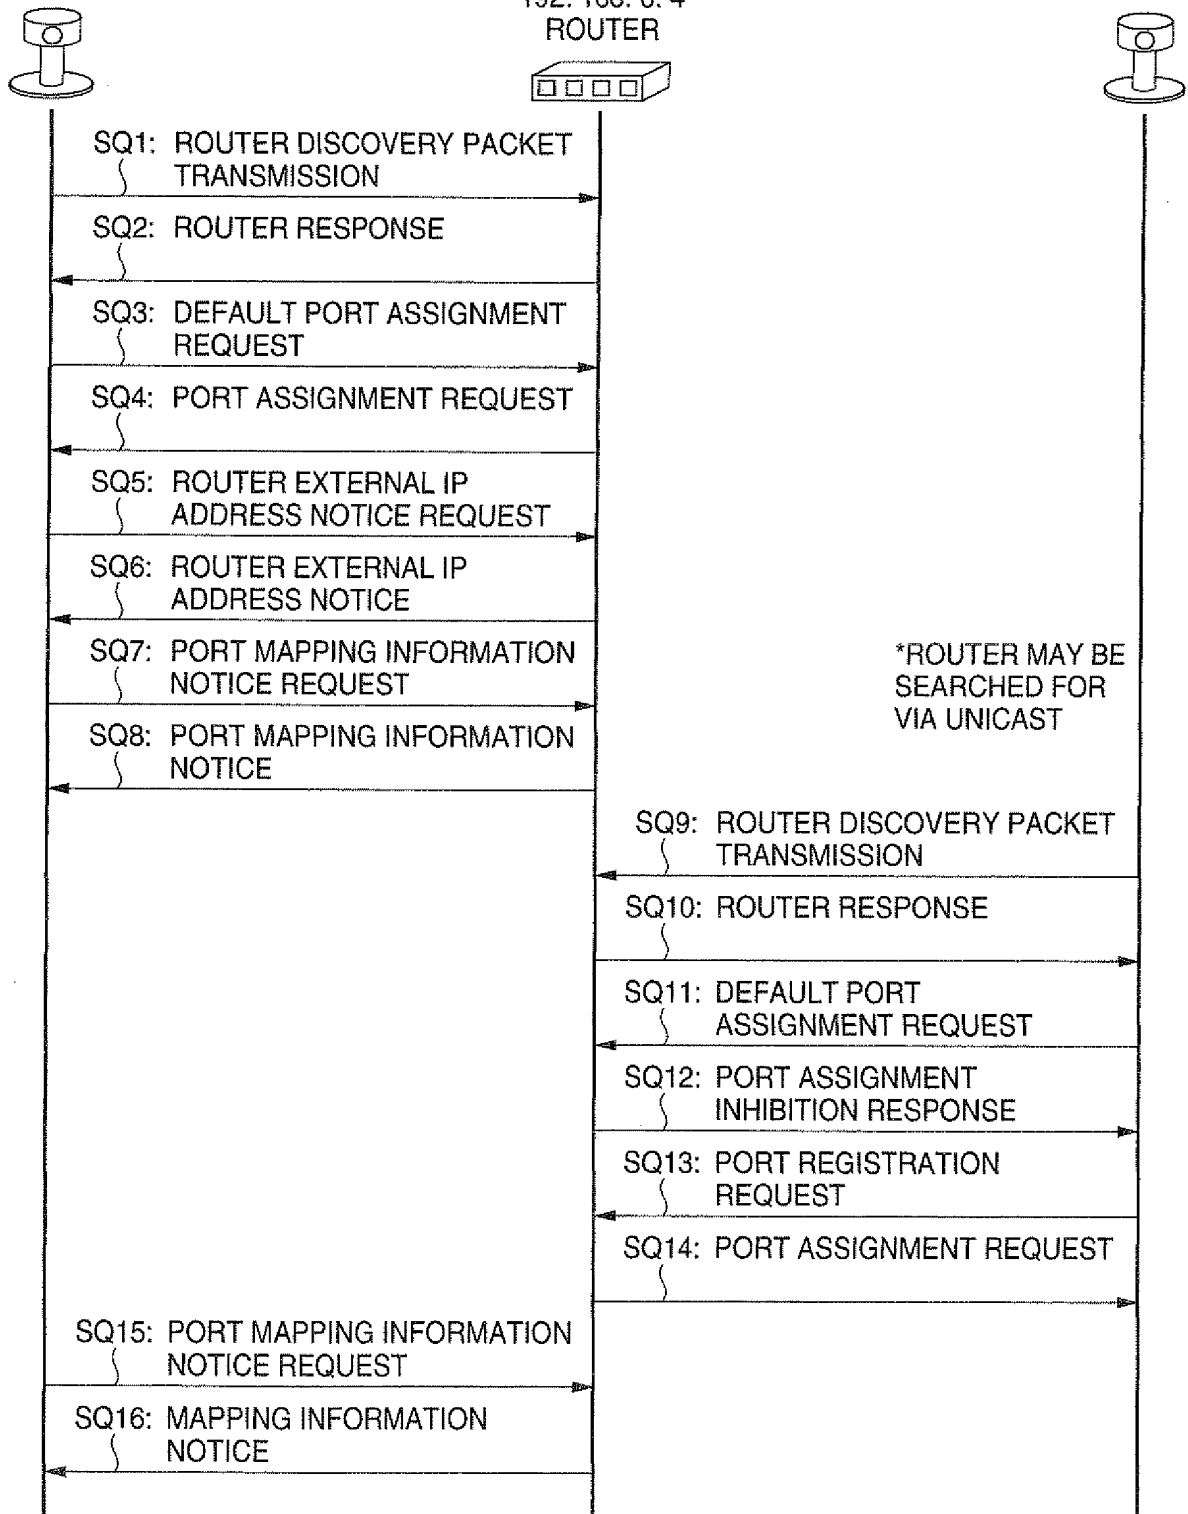 ROUTER
SQ1: ROUTER DISCOVERY PACKET
TRANSMISSION
SQ2: ROUTER RESPONSE
SQ3: DEFAULT PORT ASSIGNMENT
REQUEST
SQ4: PORT ASSIGNMENT REQUEST
SQ5: ROUTER EXTERNAL IP
ADDRESS NOTICE REQUEST
SQ6: ROUTER EXTERNAL IP
ADDRESS NOTICE
SQ7: PORT MAPPING INFORMATION
NOTICE REQUEST
*ROUTER MAY BE
SEARCHED FOR
VIA UNICAST
SQ8: PORT MAPPING INFORMATION
NOTICE
SQ9: ROUTER DISCOVERY PACKET
TRANSMISSION
SQ10: ROUTER RESPONSE
SQ11: DEFAULT PORT
ASSIGNMENT REQUEST
SQ12: PORT ASSIGNMENT
INHIBITION RESPONSE
SQ13: PORT REGISTRATION
REQUEST
SQ14: PORT ASSIGNMENT REQUEST
SQ15: PORT MAPPING INFORMATION
NOTICE REQUEST
SQ16: MAPPING INFORMATION
NOTICE